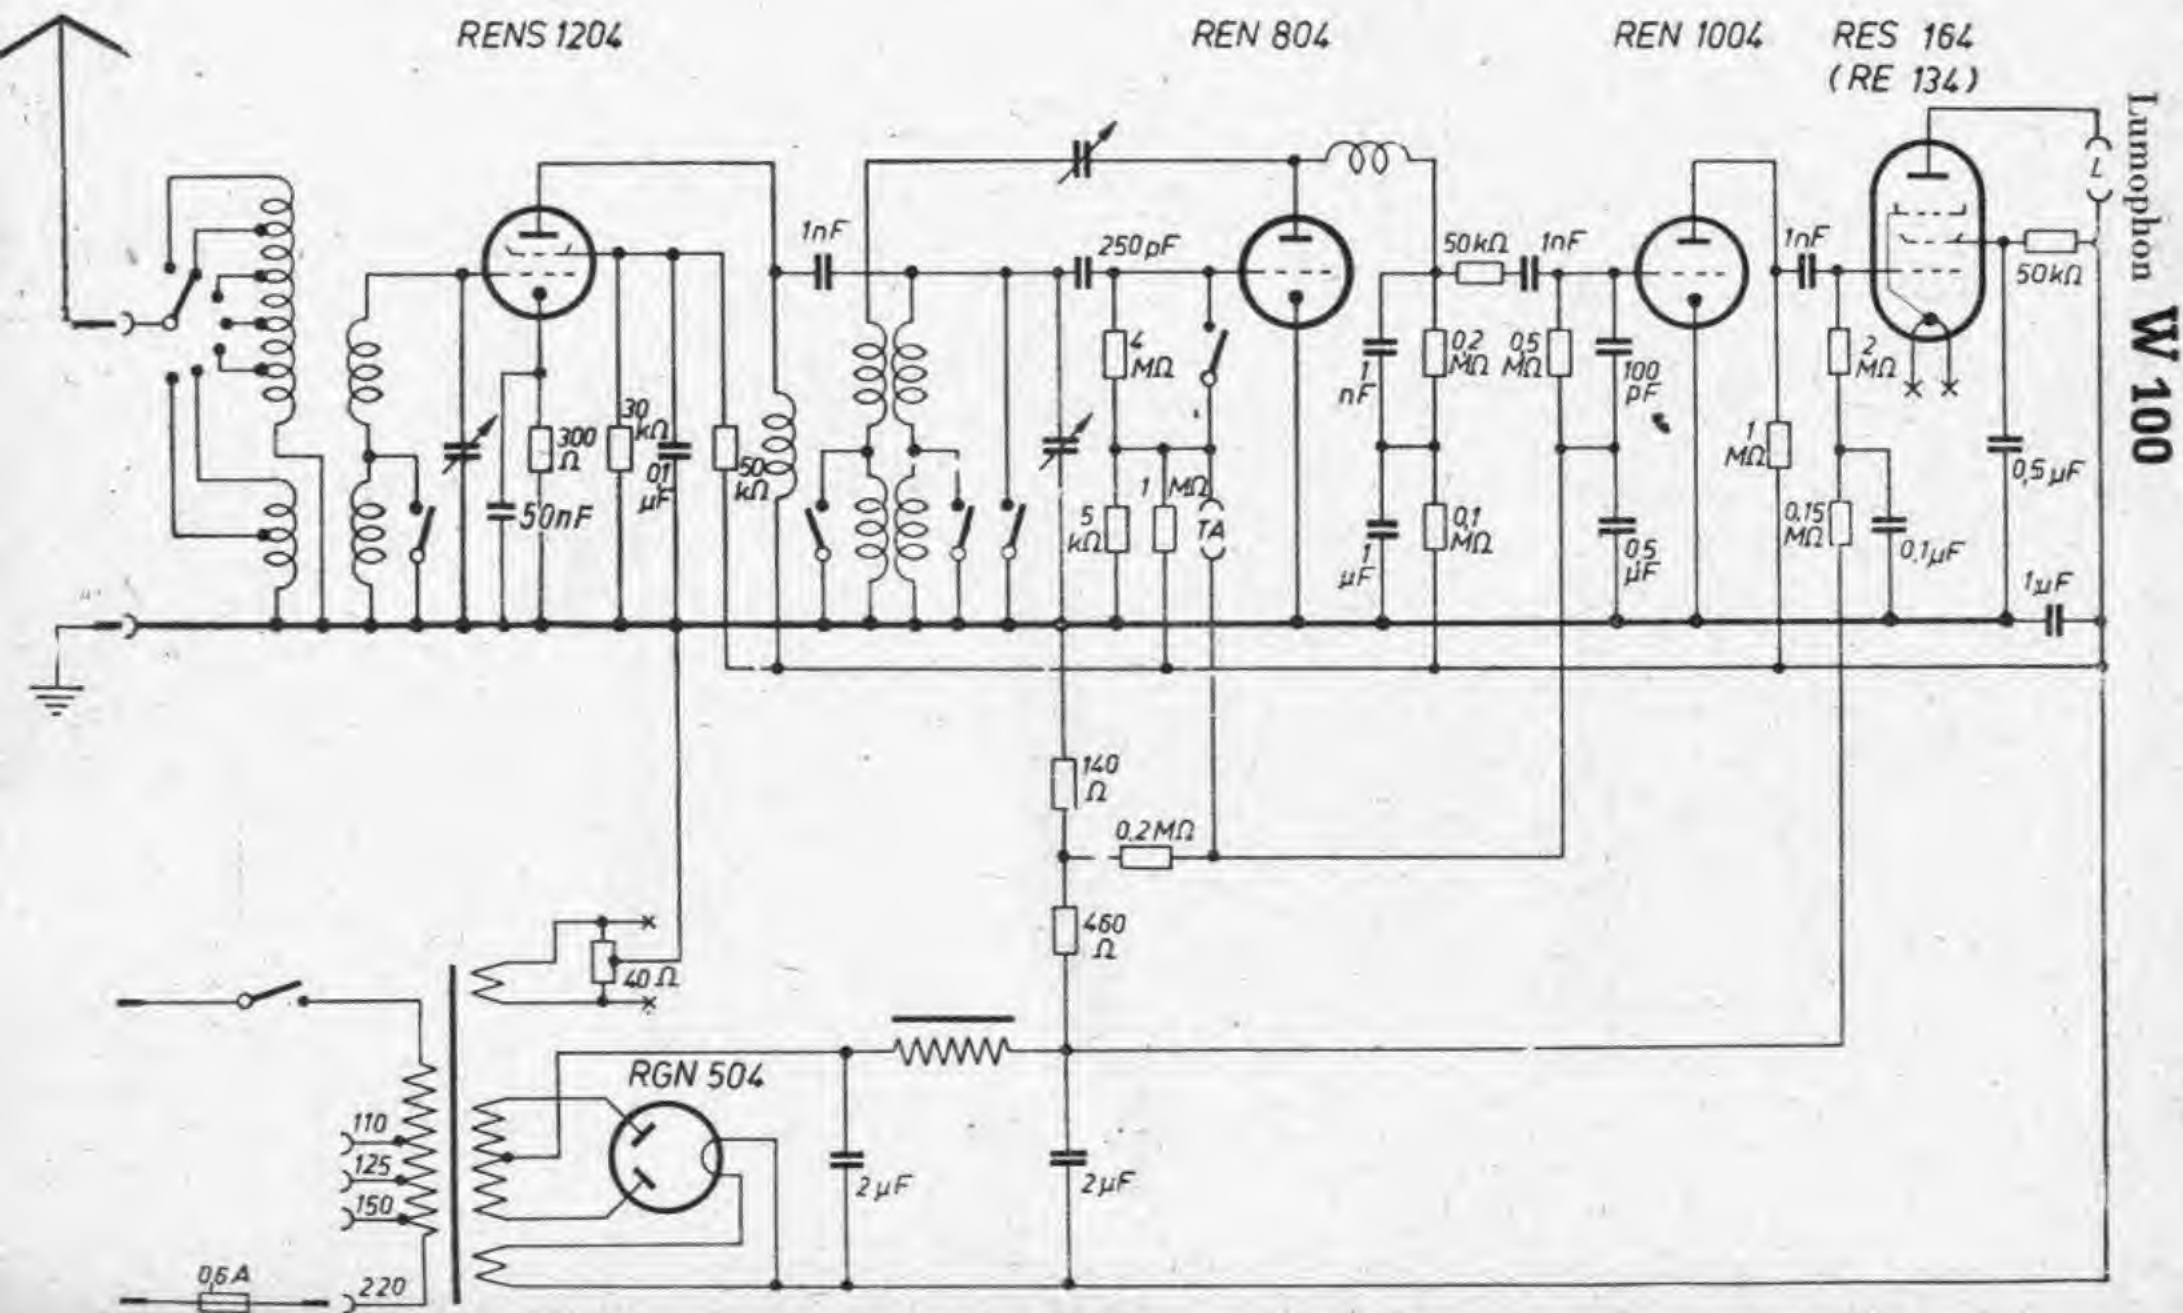 RENS 1204
REN 804
REN 1004
RES 164
(RE 134)
Lumophon W 100
L
1nF
250pF
50kΩ
1nF
1nF
50kΩ
4
MΩ
1
nF
0,2
MΩ
0,5
MΩ
100
pF
2
MΩ
300
Ω
30
kΩ
0,1
µF
50
kΩ
50nF
1
MΩ
5
kΩ
TA
1
µF
0,1
MΩ
0,5
µF
1
MΩ
0,15
MΩ
0,1µF
0,5µF
1µF
140
Ω
0,2MΩ
460
Ω
40Ω
RGN 504
110
125
150
2µF
2µF
0,6A
220